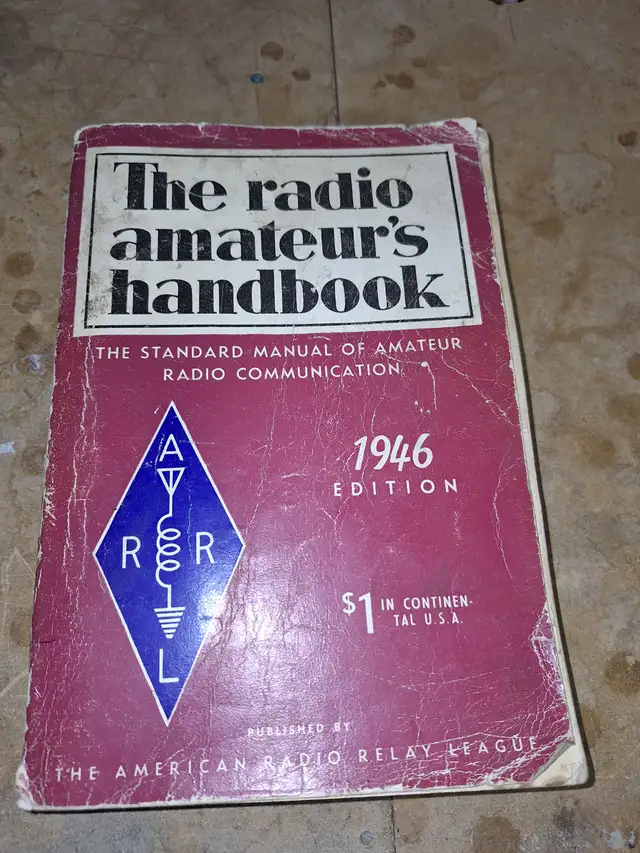 The radio
amateur's
handbook
THE STANDARD MANUAL OF AMATEUR
RADIO COMMUNICATION
1946
EDITION
A
R R
L
$1 IN CONTINEN-
TAL U.S.A.
PUBLISHED BY
THE AMERICAN RADIO RELAY LEAGUE